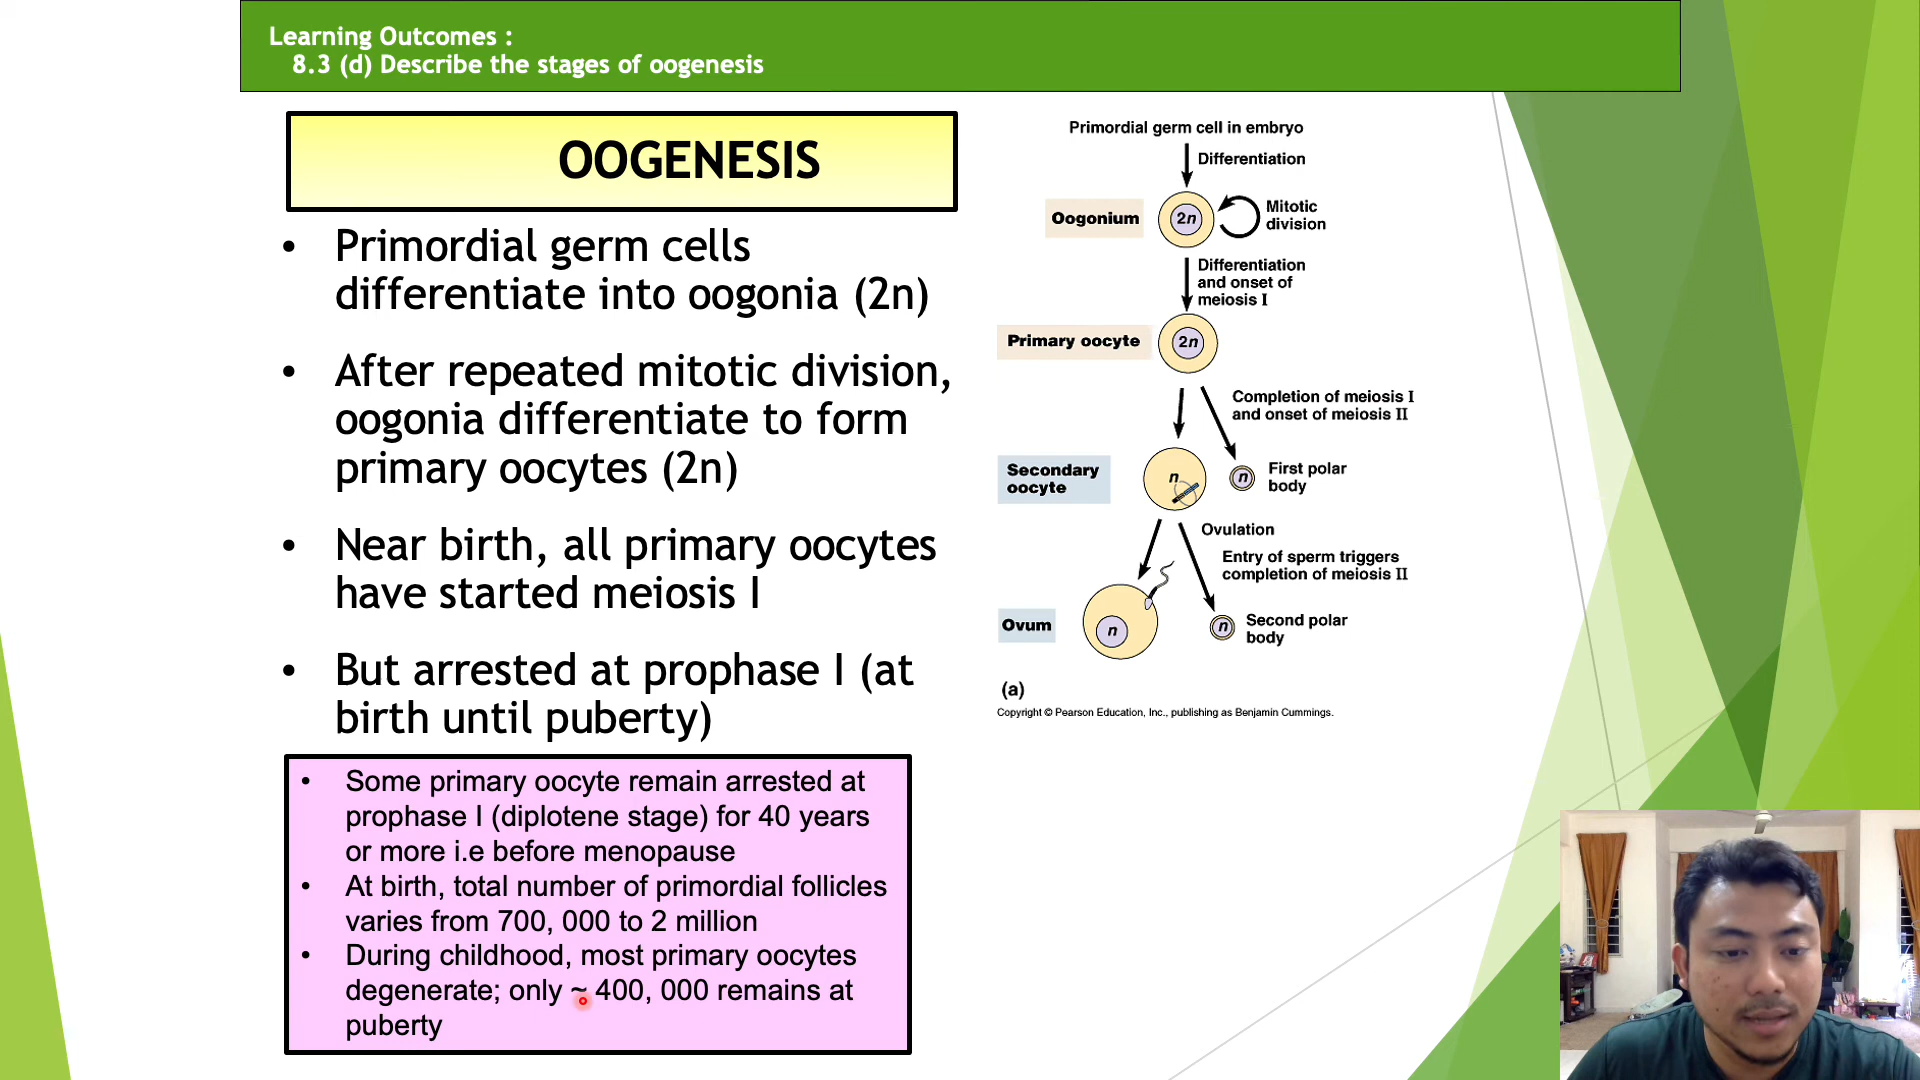 Learning Outcomes :
8.3 (d) Describe the stages of oogenesis
OOGENESIS
• Primordial germ cells
differentiate into oogonia (2n)
• After repeated mitotic division,
oogonia differentiate to form
primary oocytes (2n)
• Near birth, all primary oocytes
have started meiosis I
• But arrested at prophase I (at
birth until puberty)
• Some primary oocyte remain arrested at
prophase I (diplotene stage) for 40 years
or more i.e before menopause
• At birth, total number of primordial follicles
varies from 700, 000 to 2 million
• During childhood, most primary oocytes
degenerate; only ~ 400, 000 remains at
puberty
Primordial germ cell in embryo
Differentiation
Oogonium
2n
Mitotic
division
Differentiation
and onset of
meiosis I
Primary oocyte
2n
Completion of meiosis I
and onset of meiosis II
Secondary
oocyte
n
n
First polar
body
Ovulation
Entry of sperm triggers
completion of meiosis II
Ovum
n
n
Second polar
body
(a)
Copyright © Pearson Education, Inc., publishing as Benjamin Cummings.